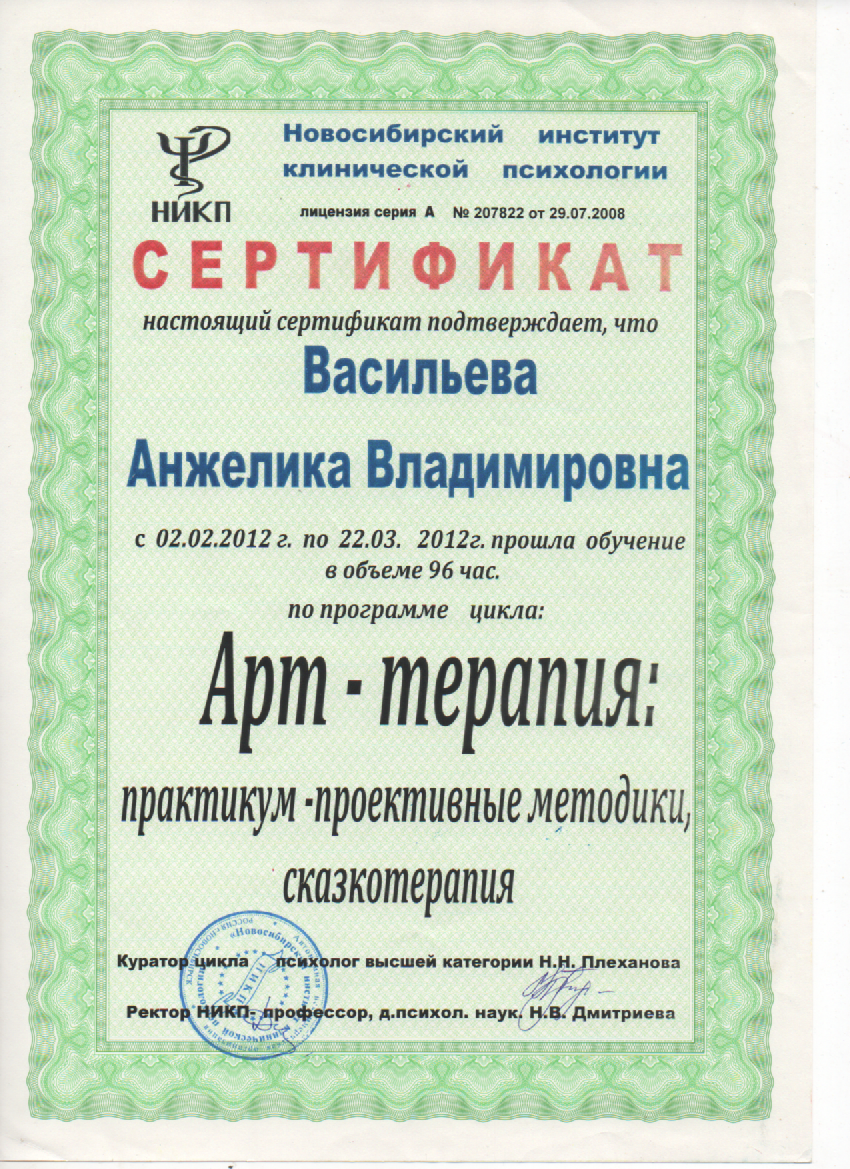 Новосибирский институт
клинической психологии
НИКП
лицензия серия А № 207822 от 29.07.2008
СЕРТИФИКАТ
настоящий сертификат подтверждает, что
Васильева
Анжелика Владимировна
с 02.02.2012 г. по 22.03. 2012г. прошла обучение
в объеме 96 час.
по программе цикла:
Арт - терапия:
практикум -проективные методики,
сказкотерапия
Куратор цикла психолог высшей категории Н.Н. Плеханова
Ректор НИКП- профессор, д.психол. наук. Н.В. Дмитриева